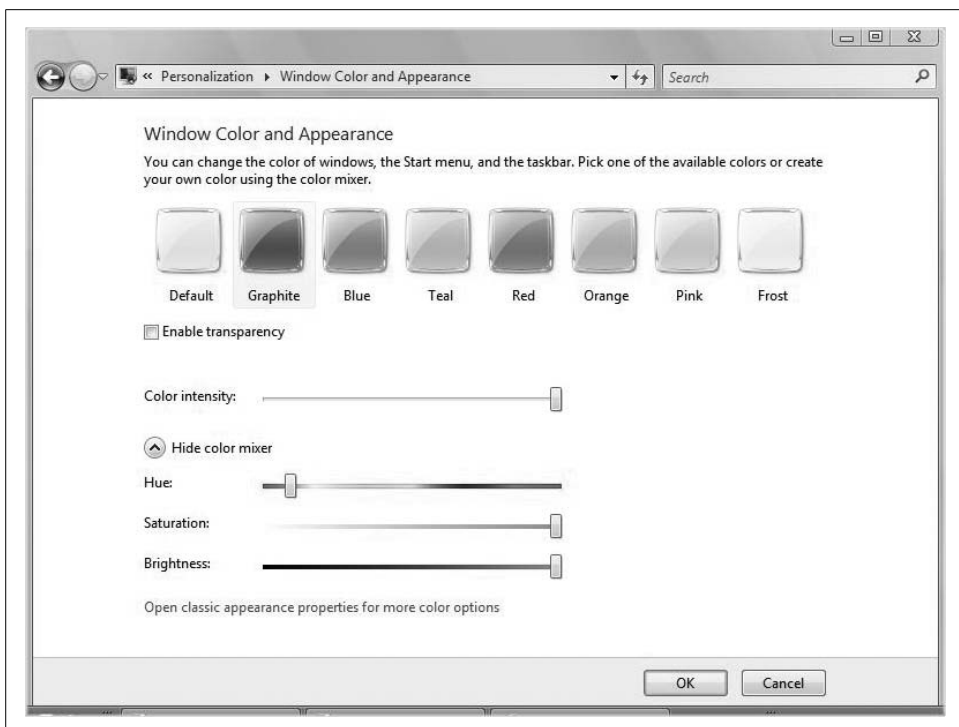 « Personalization ▸ Window Color and Appearance
Search
Window Color and Appearance
You can change the color of windows, the Start menu, and the taskbar. Pick one of the available colors or create
your own color using the color mixer.
Default Graphite Blue Teal Red Orange Pink Frost
Enable transparency
Color intensity:
Hide color mixer
Hue:
Saturation:
Brightness:
Open classic appearance properties for more color options
OK Cancel